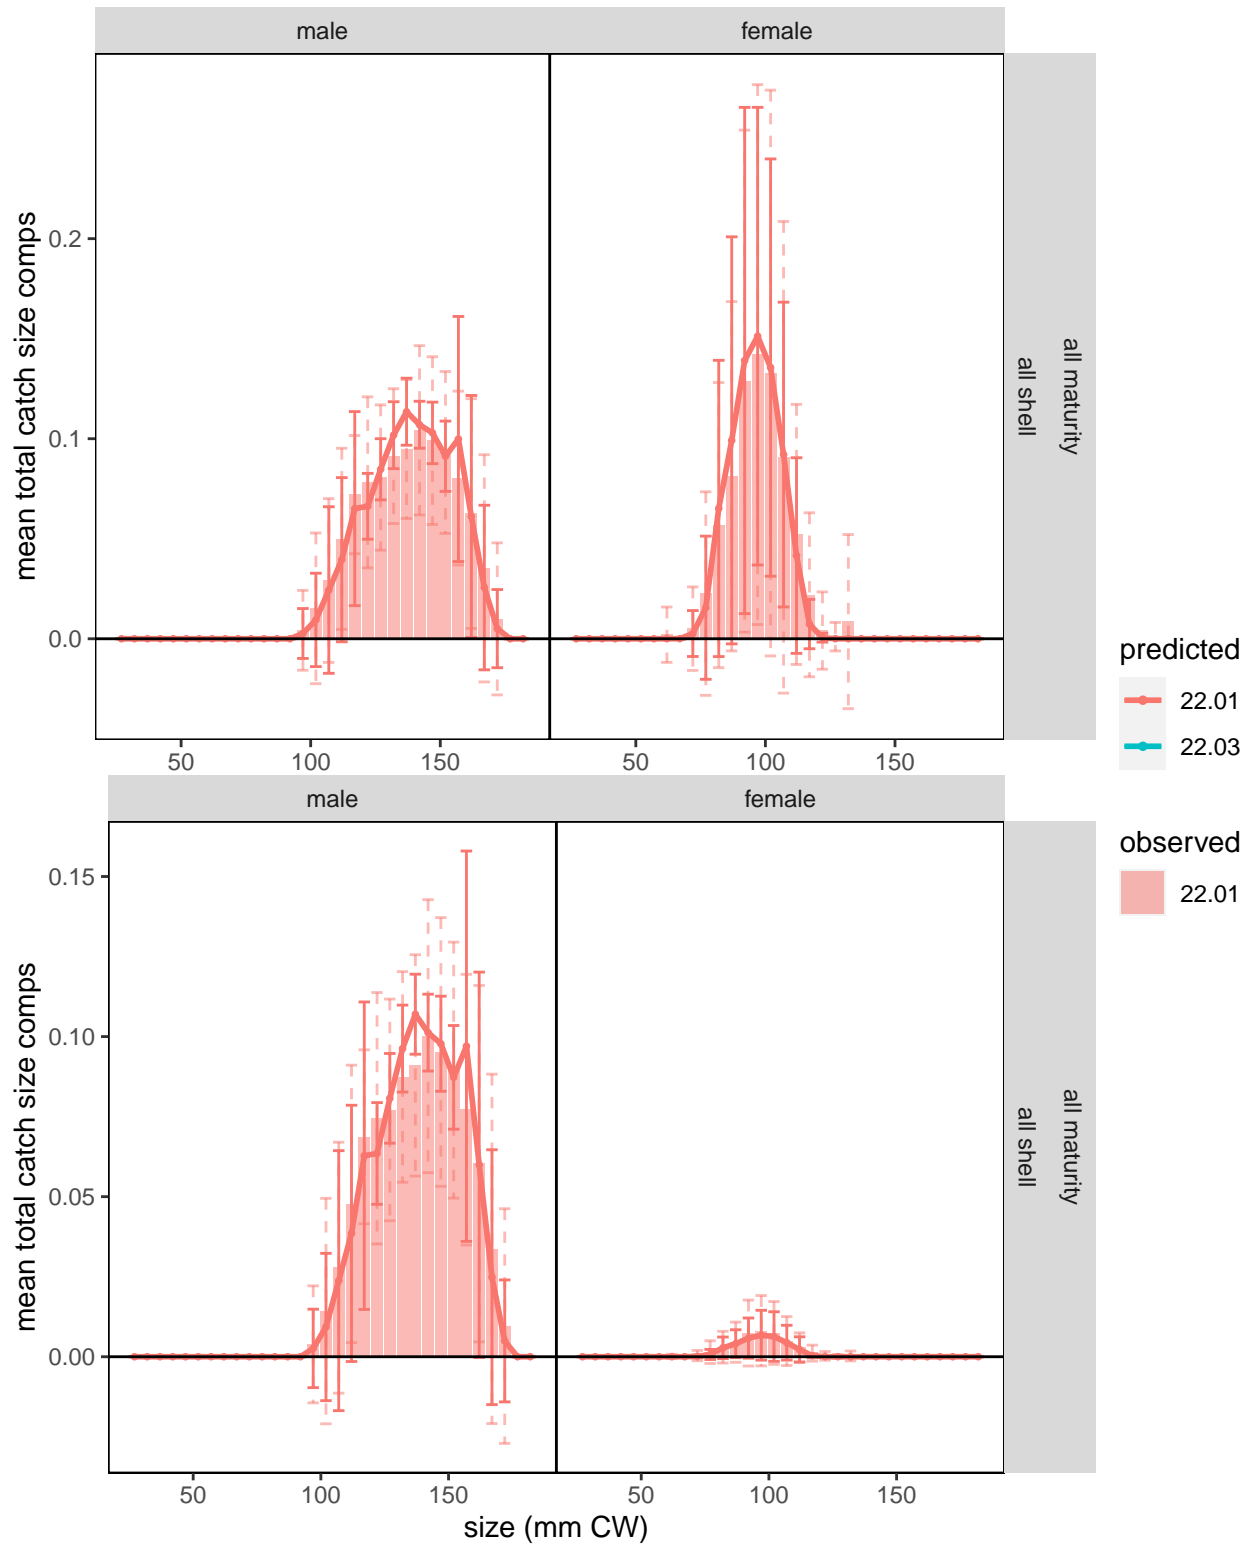 male
female
mean total catch size comps
0.2
0.1
0.0
all maturity
all shell
50
100
150
50
100
150
male
female
mean total catch size comps
0.15
0.10
0.05
0.00
all maturity
all shell
50
100
150
50
100
150
size (mm CW)
predicted
22.01
22.03
observed
22.01